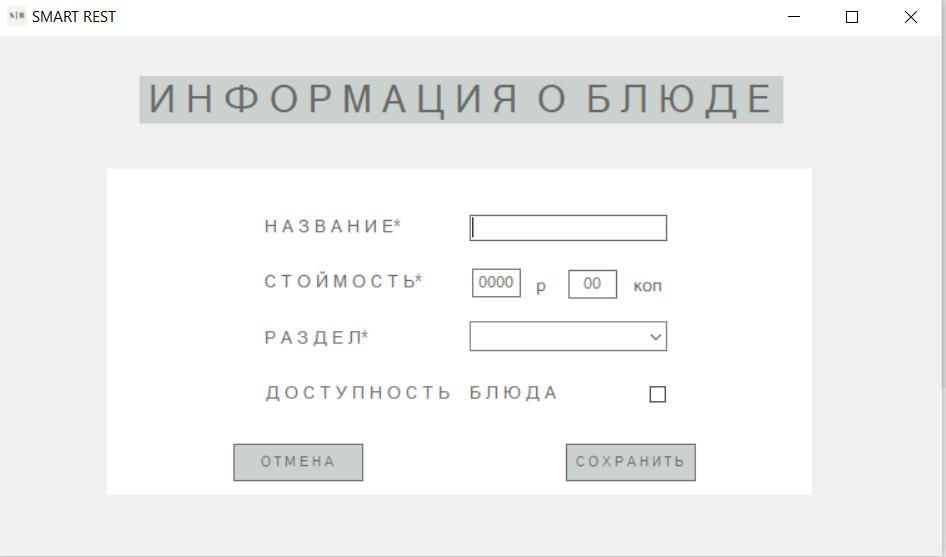 S|R SMART REST
ИНФОРМАЦИЯ О БЛЮДЕ
НАЗВАНИЕ*
СТОЙМОСТЬ* 0000 р 00 коп
РАЗДЕЛ*
ДОСТУПНОСТЬ БЛЮДА
ОТМЕНА СОХРАНИТЬ